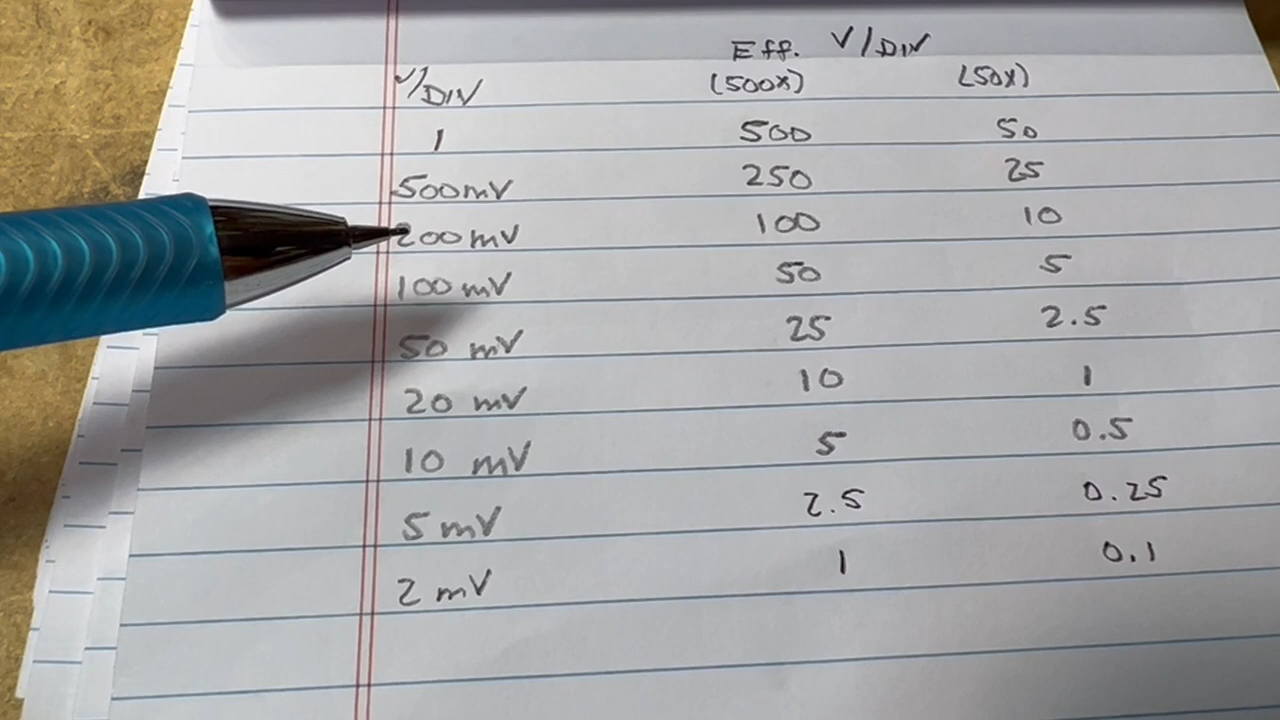 Eff. V/DIV
V/DIV (500X) (50X)
1 500 50
500mV 250 25
200mV 100 10
100mV 50 5
50 mV 25 2.5
20 mV 10 1
10 mV 5 0.5
5 mV 2.5 0.25
2 mV 1 0.1